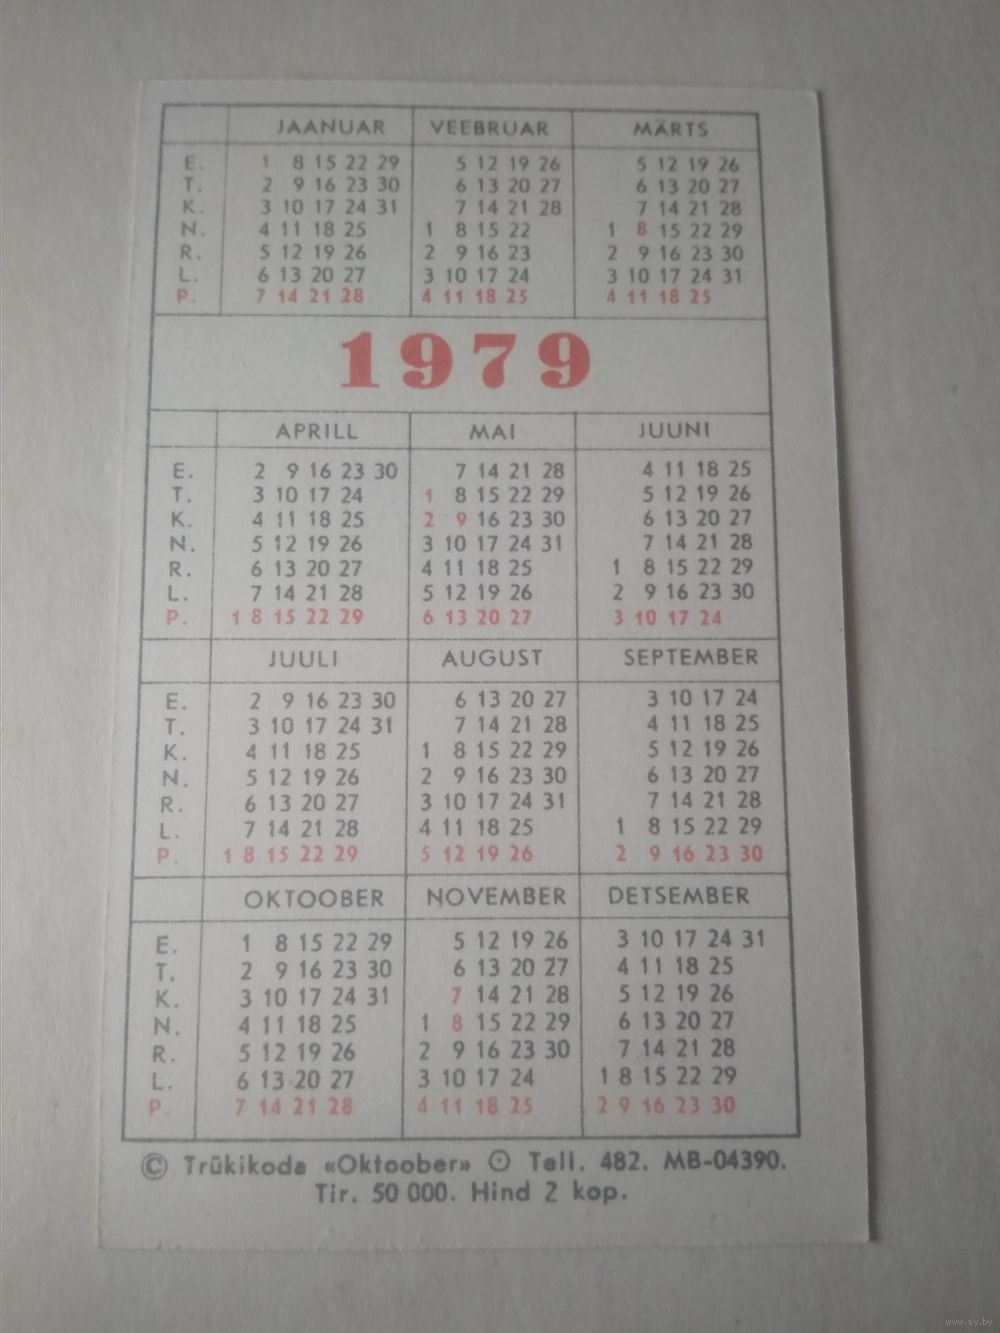 JAANUAR VEEBRUAR MÄRTS
E. 1 8 15 22 29 5 12 19 26 5 12 19 26
T. 2 9 16 23 30 6 13 20 27 6 13 20 27
K. 3 10 17 24 31 7 14 21 28 7 14 21 28
N. 4 11 18 25 1 8 15 22 1 8 15 22 29
R. 5 12 19 26 2 9 16 23 2 9 16 23 30
L. 6 13 20 27 3 10 17 24 3 10 17 24 31
P. 7 14 21 28 4 11 18 25 4 11 18 25
1979
APRILL MAI JUUNI
E. 2 9 16 23 30 7 14 21 28 4 11 18 25
T. 3 10 17 24 1 8 15 22 29 5 12 19 26
K. 4 11 18 25 2 9 16 23 30 6 13 20 27
N. 5 12 19 26 3 10 17 24 31 7 14 21 28
R. 6 13 20 27 4 11 18 25 1 8 15 22 29
L. 7 14 21 28 5 12 19 26 2 9 16 23 30
P. 1 8 15 22 29 6 13 20 27 3 10 17 24
JUULI AUGUST SEPTEMBER
E. 2 9 16 23 30 6 13 20 27 3 10 17 24
T. 3 10 17 24 31 7 14 21 28 4 11 18 25
K. 4 11 18 25 1 8 15 22 29 5 12 19 26
N. 5 12 19 26 2 9 16 23 30 6 13 20 27
R. 6 13 20 27 3 10 17 24 31 7 14 21 28
L. 7 14 21 28 4 11 18 25 1 8 15 22 29
P. 1 8 15 22 29 5 12 19 26 2 9 16 23 30
OKTOOBER NOVEMBER DETSEMBER
E. 1 8 15 22 29 5 12 19 26 3 10 17 24 31
T. 2 9 16 23 30 6 13 20 27 4 11 18 25
K. 3 10 17 24 31 7 14 21 28 5 12 19 26
N. 4 11 18 25 1 8 15 22 29 6 13 20 27
R. 5 12 19 26 2 9 16 23 30 7 14 21 28
L. 6 13 20 27 3 10 17 24 1 8 15 22 29
P. 7 14 21 28 4 11 18 25 2 9 16 23 30
© Trükikoda «Oktoober» ⊙ Tell. 482. MB-04390.
Tir. 50 000. Hind 2 kop.
www.ay.by